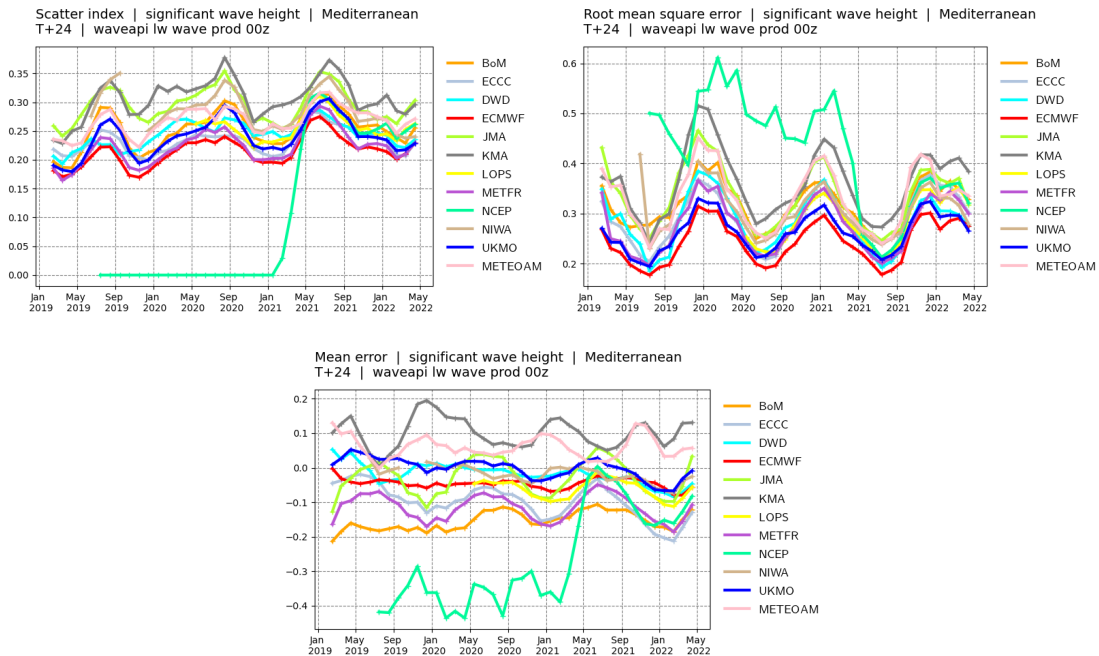 Scatter index | significant wave height | Mediterranean
T+24 | waveapi lw wave prod 00z
0.35
0.30
0.25
0.20
0.15
0.10
0.05
0.00
Jan 2019
May 2019
Sep 2019
Jan 2020
May 2020
Sep 2020
Jan 2021
May 2021
Sep 2021
Jan 2022
May 2022
BoM
ECCC
DWD
ECMWF
JMA
KMA
LOPS
METFR
NCEP
NIWA
UKMO
METEOAM
Root mean square error | significant wave height | Mediterranean
T+24 | waveapi lw wave prod 00z
0.6
0.5
0.4
0.3
0.2
Jan 2019
May 2019
Sep 2019
Jan 2020
May 2020
Sep 2020
Jan 2021
May 2021
Sep 2021
Jan 2022
May 2022
BoM
ECCC
DWD
ECMWF
JMA
KMA
LOPS
METFR
NCEP
NIWA
UKMO
METEOAM
Mean error | significant wave height | Mediterranean
T+24 | waveapi lw wave prod 00z
0.2
0.1
0.0
−0.1
−0.2
−0.3
−0.4
Jan 2019
May 2019
Sep 2019
Jan 2020
May 2020
Sep 2020
Jan 2021
May 2021
Sep 2021
Jan 2022
May 2022
BoM
ECCC
DWD
ECMWF
JMA
KMA
LOPS
METFR
NCEP
NIWA
UKMO
METEOAM